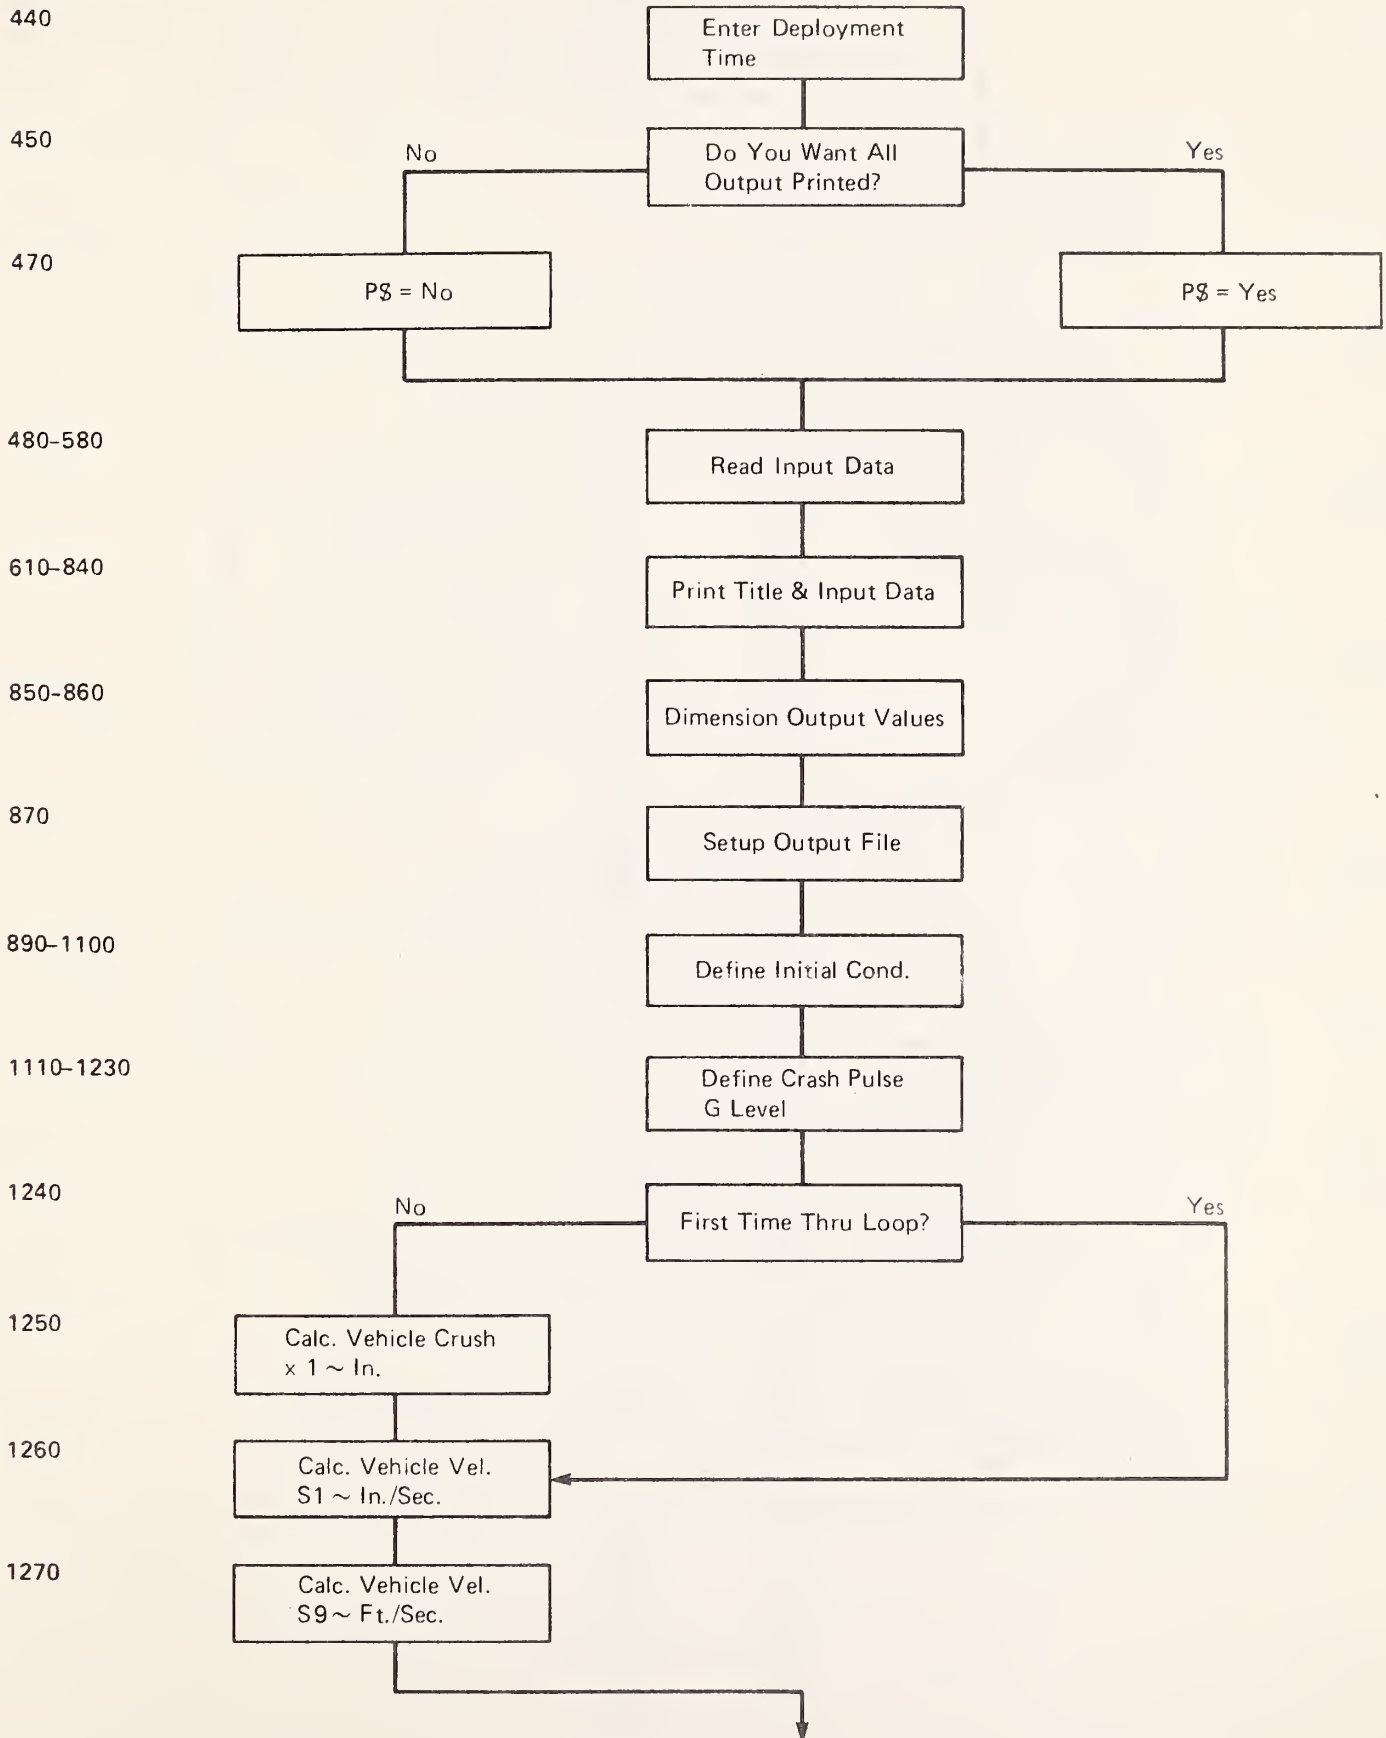 440
Enter Deployment
Time
450
No
Do You Want All
Output Printed?
Yes
470
P$ = No
P$ = Yes
480-580
Read Input Data
610-840
Print Title & Input Data
850-860
Dimension Output Values
870
Setup Output File
890-1100
Define Initial Cond.
1110-1230
Define Crash Pulse
G Level
1240
No
First Time Thru Loop?
Yes
1250
Calc. Vehicle Crush
x 1 ~ In.
1260
Calc. Vehicle Vel.
S1 ~ In./Sec.
1270
Calc. Vehicle Vel.
S9 ~ Ft./Sec.